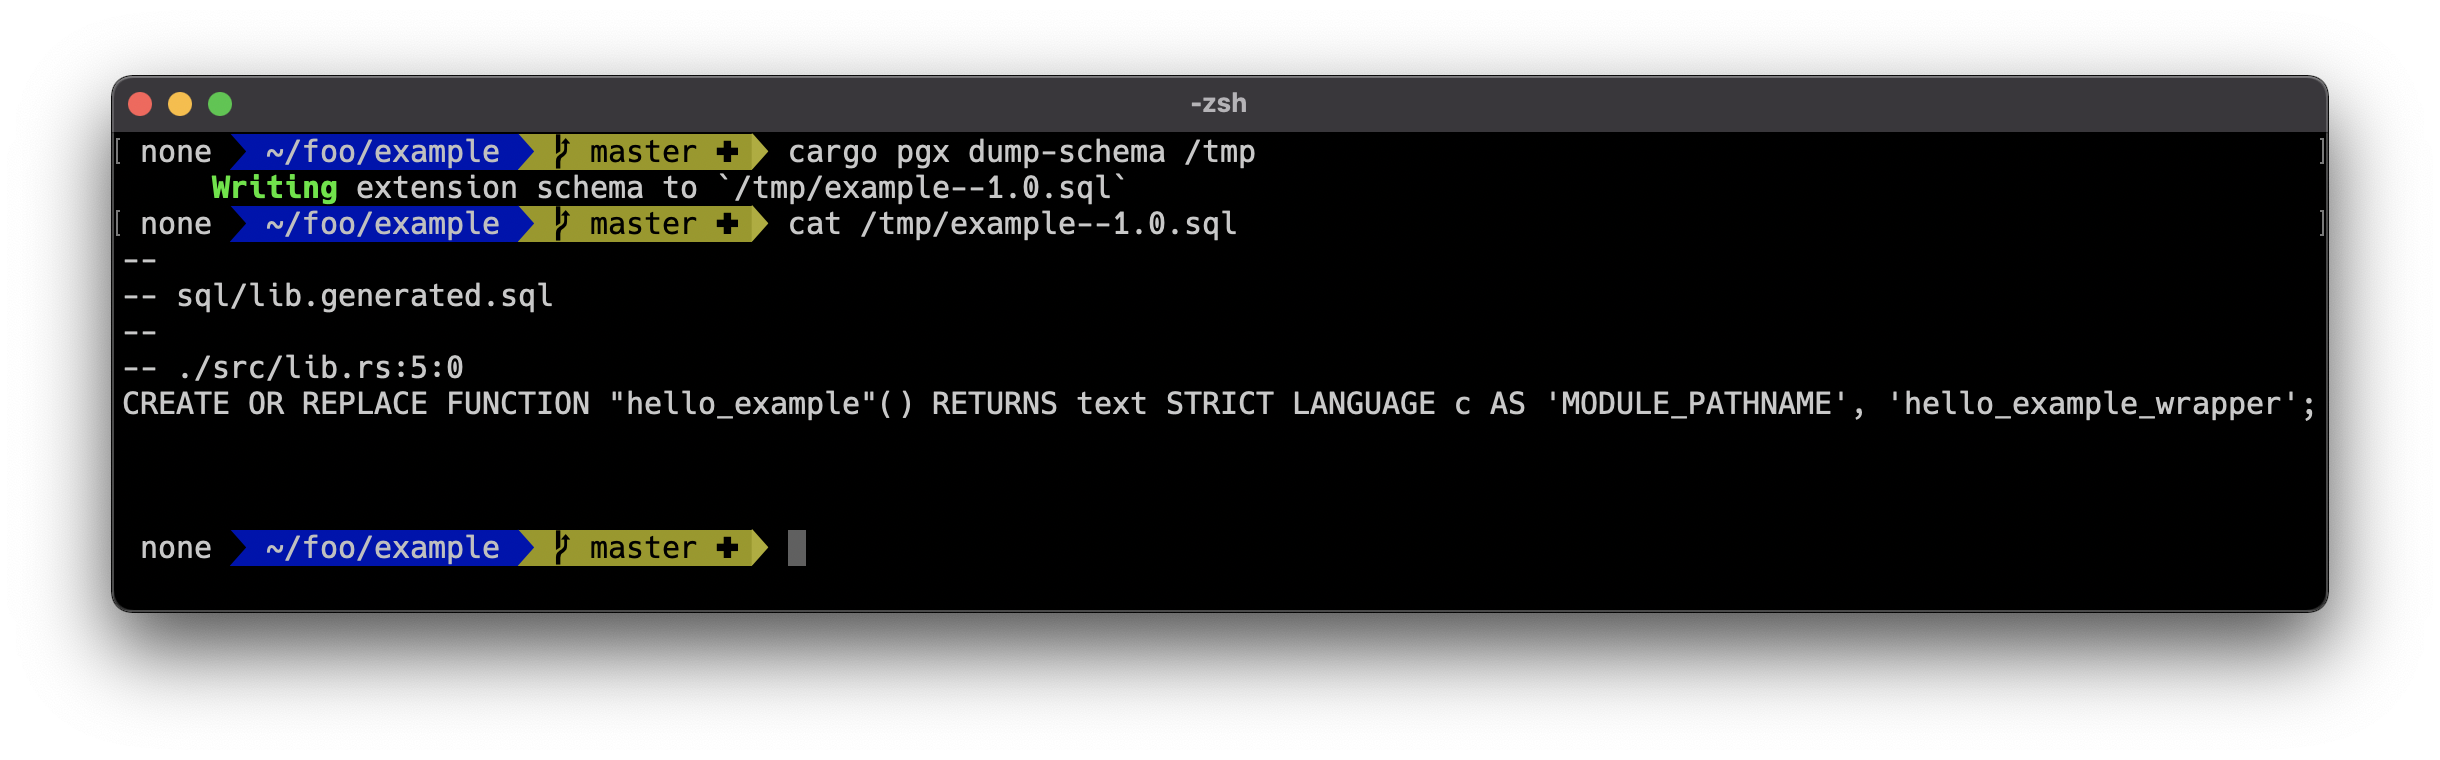 -zsh
none ~/foo/example master ✚ cargo pgx dump-schema /tmp
Writing extension schema to `/tmp/example--1.0.sql`
none ~/foo/example master ✚ cat /tmp/example--1.0.sql
--
-- sql/lib.generated.sql
--
-- ./src/lib.rs:5:0
CREATE OR REPLACE FUNCTION "hello_example"() RETURNS text STRICT LANGUAGE c AS 'MODULE_PATHNAME', 'hello_example_wrapper';
none ~/foo/example master ✚